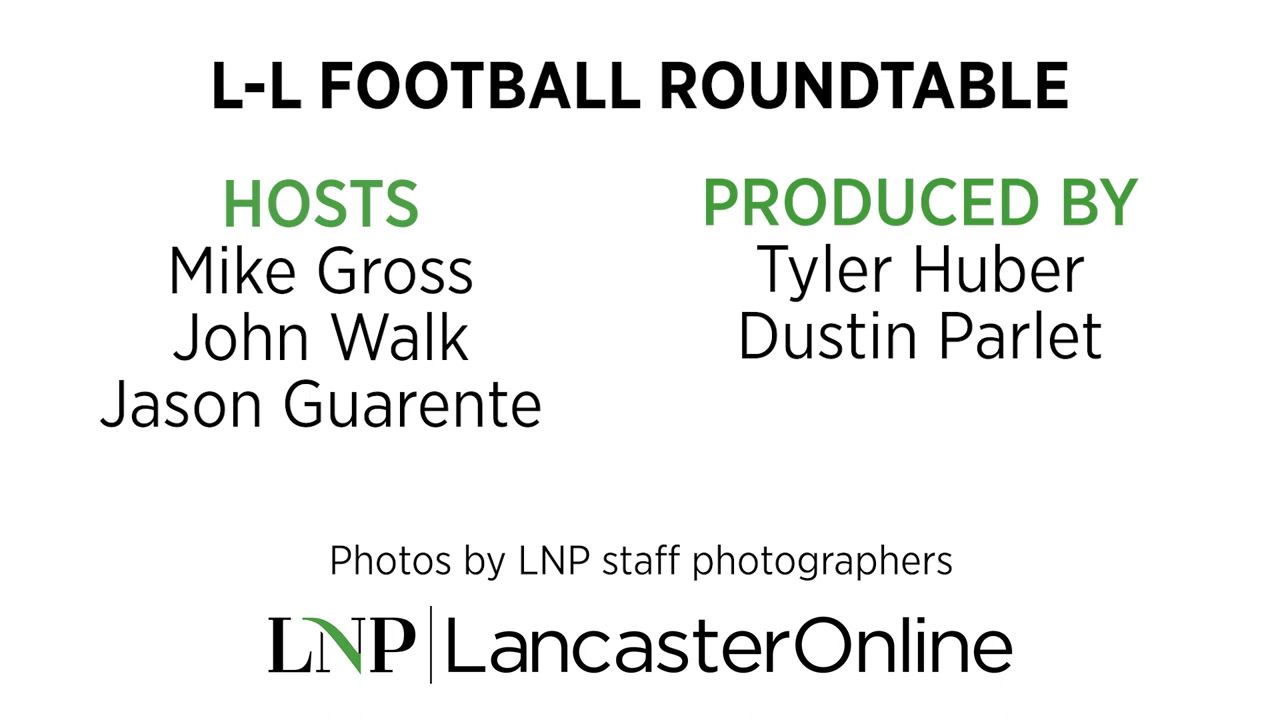 L-L FOOTBALL ROUNDTABLE
HOSTS
Mike Gross
John Walk
Jason Guarente
PRODUCED BY
Tyler Huber
Dustin Parlet
Photos by LNP staff photographers
LNP | LancasterOnline